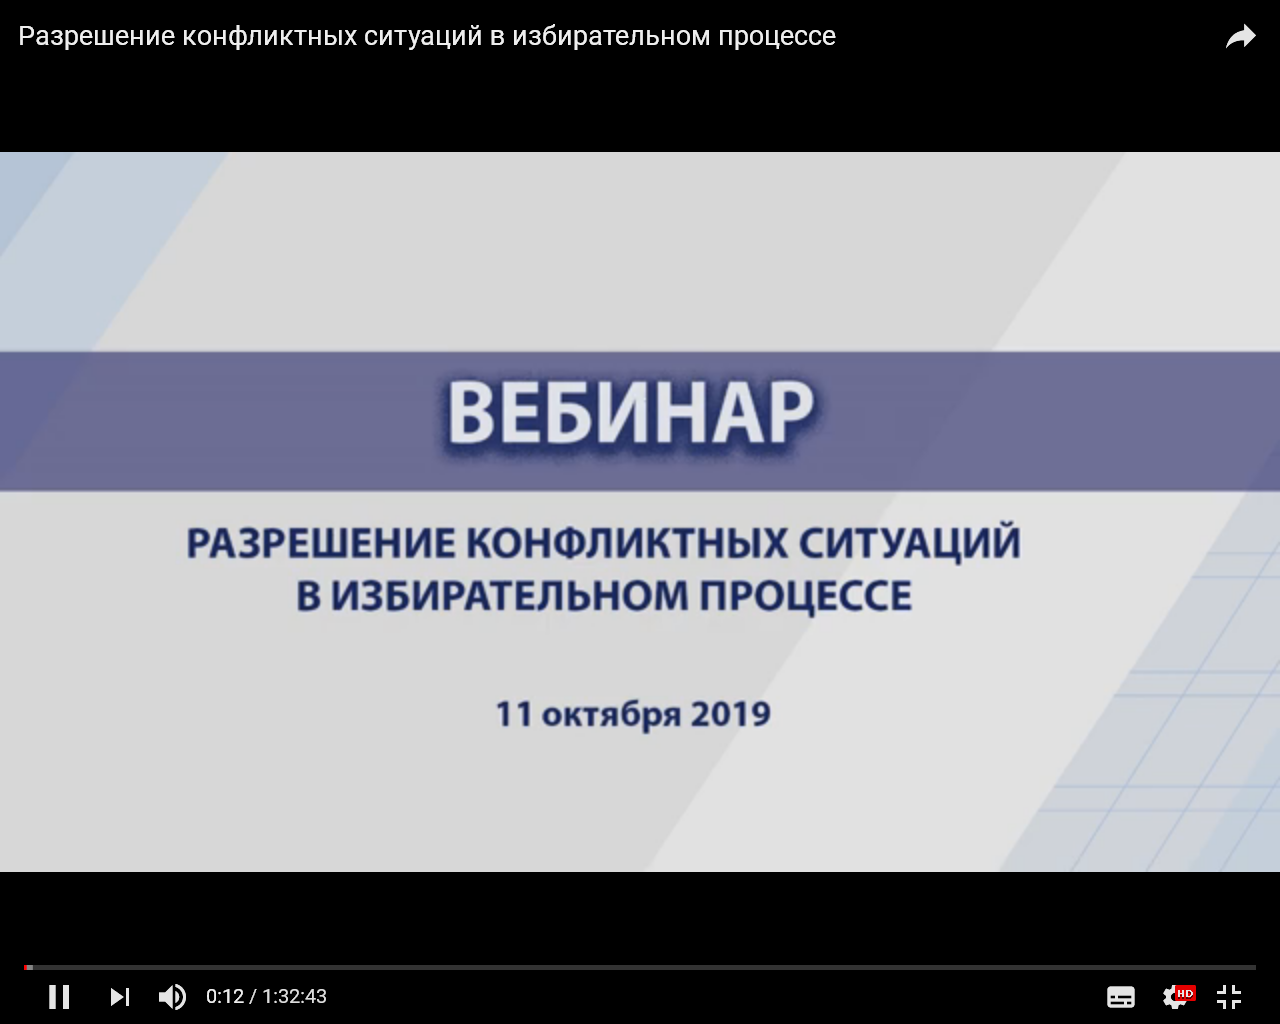 Разрешение конфликтных ситуаций в избирательном процессе
ВЕБИНАР
РАЗРЕШЕНИЕ КОНФЛИКТНЫХ СИТУАЦИЙ
В ИЗБИРАТЕЛЬНОМ ПРОЦЕССЕ
11 октября 2019
0:12 / 1:32:43
HD